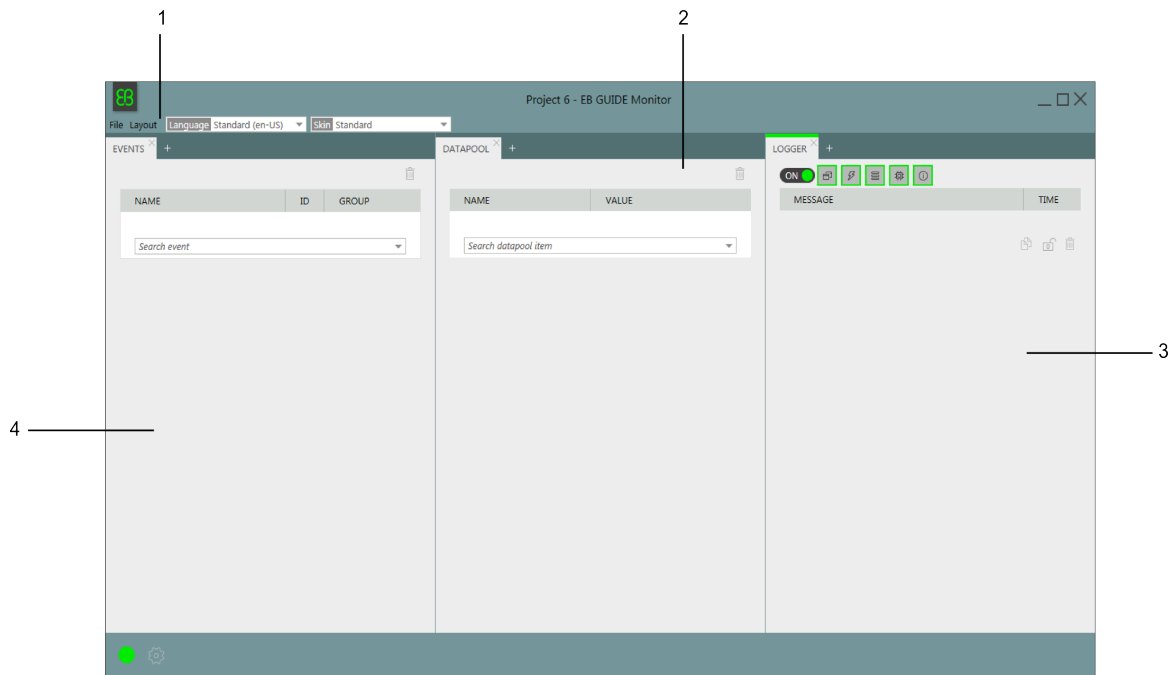 1
2
EB
Project 6 - EB GUIDE Monitor
File Layout Language Standard (en-US) Skin Standard
EVENTS × +
DATAPOOL × +
LOGGER × +
ON
NAME ID GROUP
NAME VALUE
MESSAGE TIME
Search event
Search datapool item
3
4